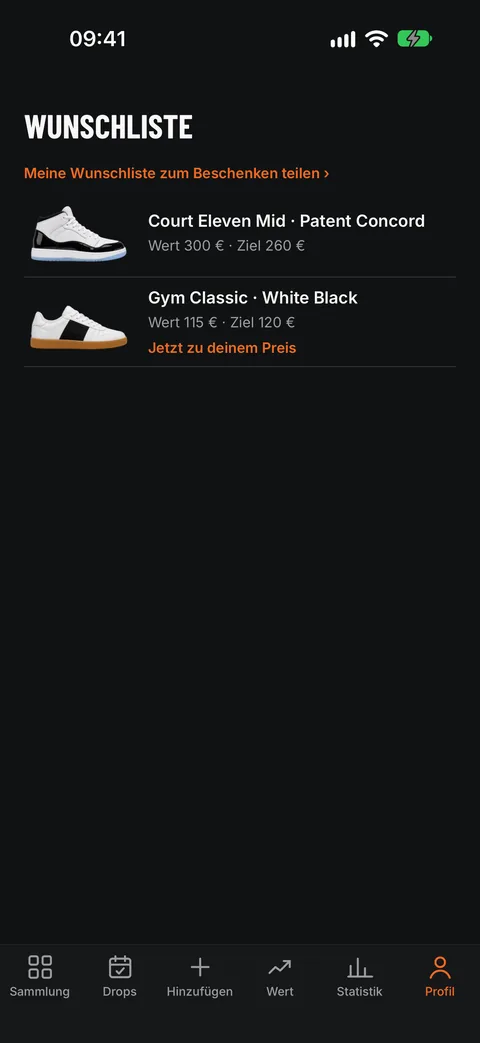 09:41
WUNSCHLISTE
Meine Wunschliste zum Beschenken teilen ›
Court Eleven Mid · Patent Concord
Wert 300 € · Ziel 260 €
Gym Classic · White Black
Wert 115 € · Ziel 120 €
Jetzt zu deinem Preis
Sammlung
Drops
Hinzufügen
Wert
Statistik
Profil